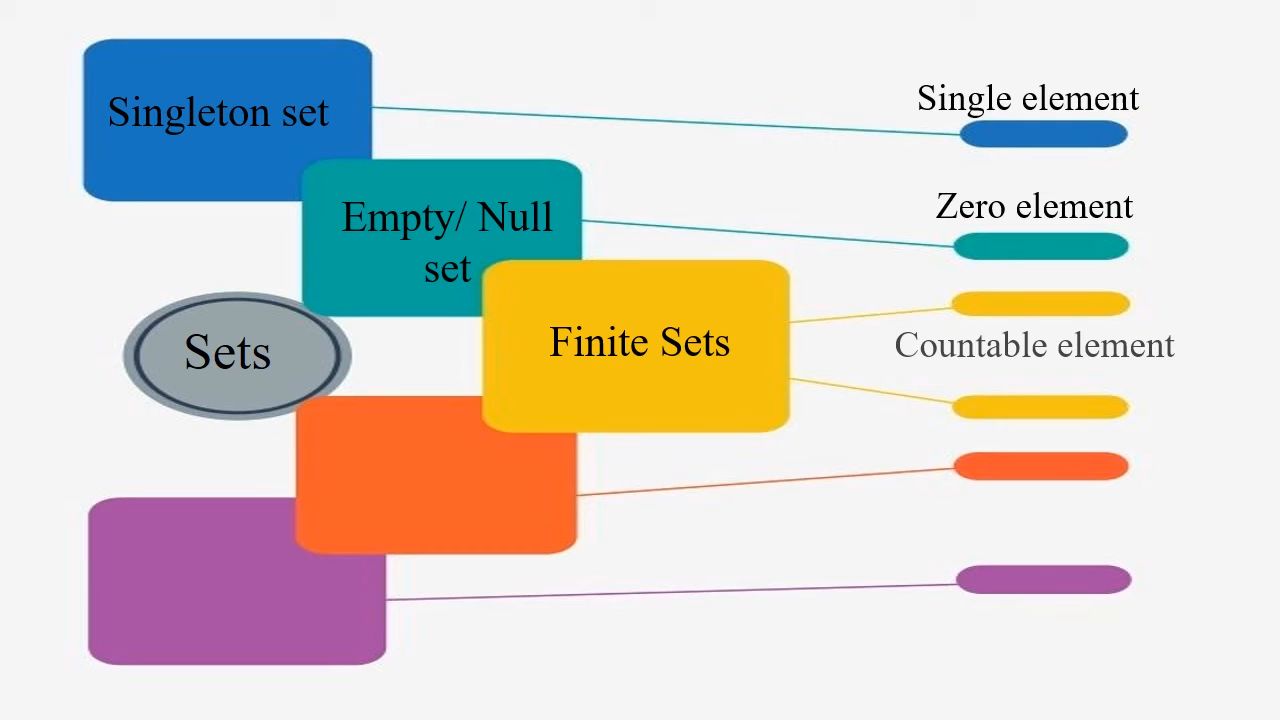 Singleton set
Single element
Empty/ Null
set
Zero element
Sets
Finite Sets
Countable element